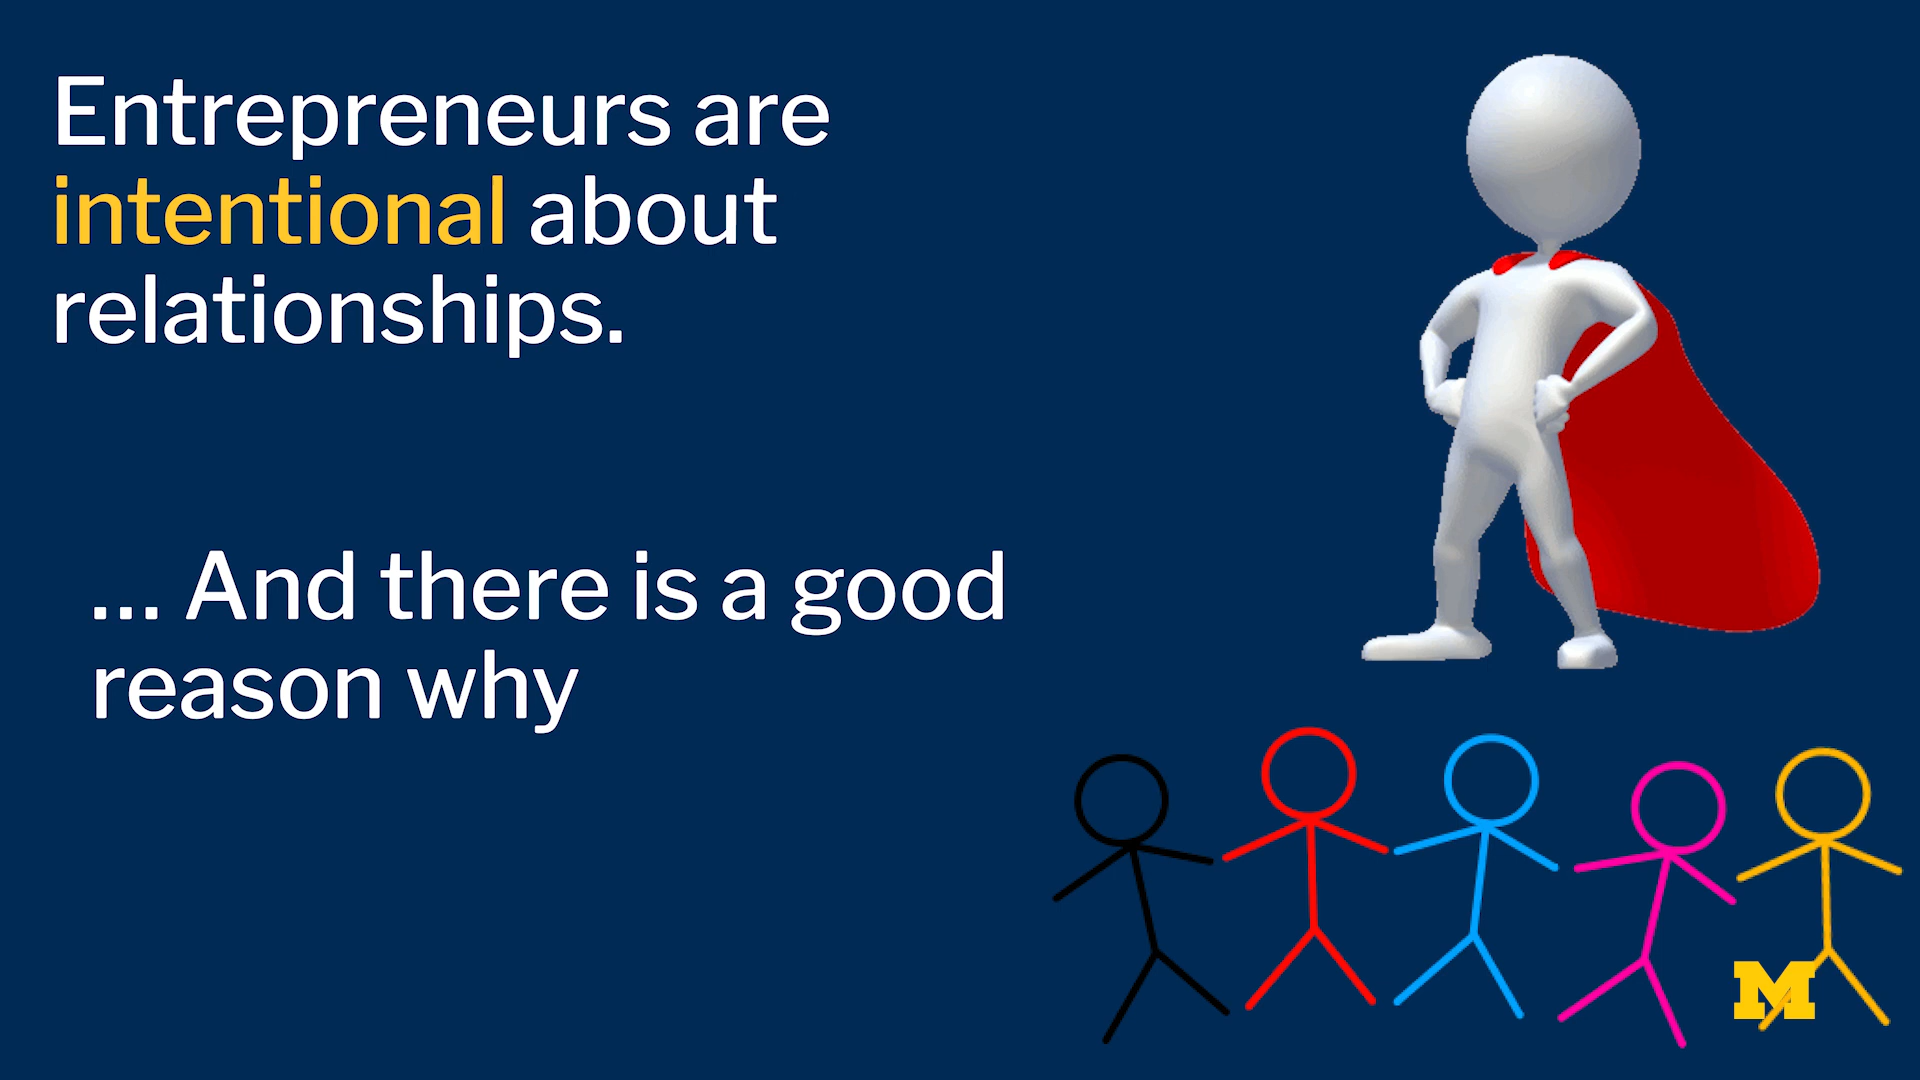 Entrepreneurs are
intentional about
relationships.
... And there is a good
reason why
M